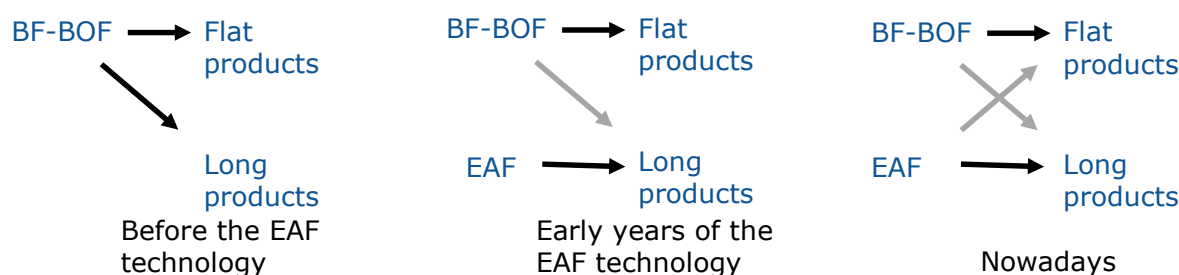 BF-BOF
Flat
products
Long
products
Before the EAF
technology
BF-BOF
Flat
products
EAF
Long
products
Early years of the
EAF technology
BF-BOF
Flat
products
EAF
Long
products
Nowadays